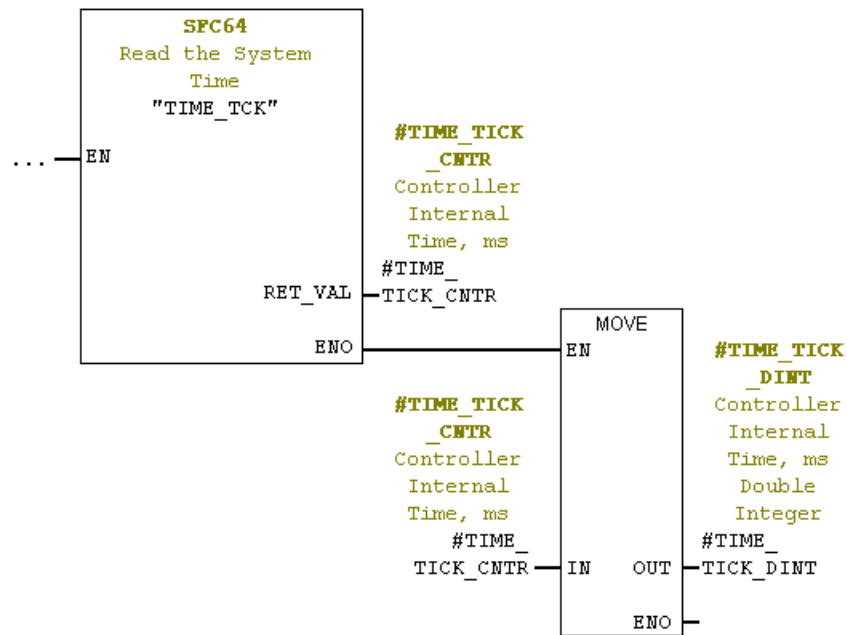 SFC64
Read the System
Time
"TIME_TCK"
... EN
#TIME_TICK
_CNTR
Controller
Internal
Time, ms
#TIME_
RET_VAL TICK_CNTR
ENO
MOVE
EN
#TIME_TICK
_CNTR
Controller
Internal
Time, ms
#TIME_
TICK_CNTR IN
#TIME_TICK
_DINT
Controller
Internal
Time, ms
Double
Integer
#TIME_
OUT TICK_DINT
ENO